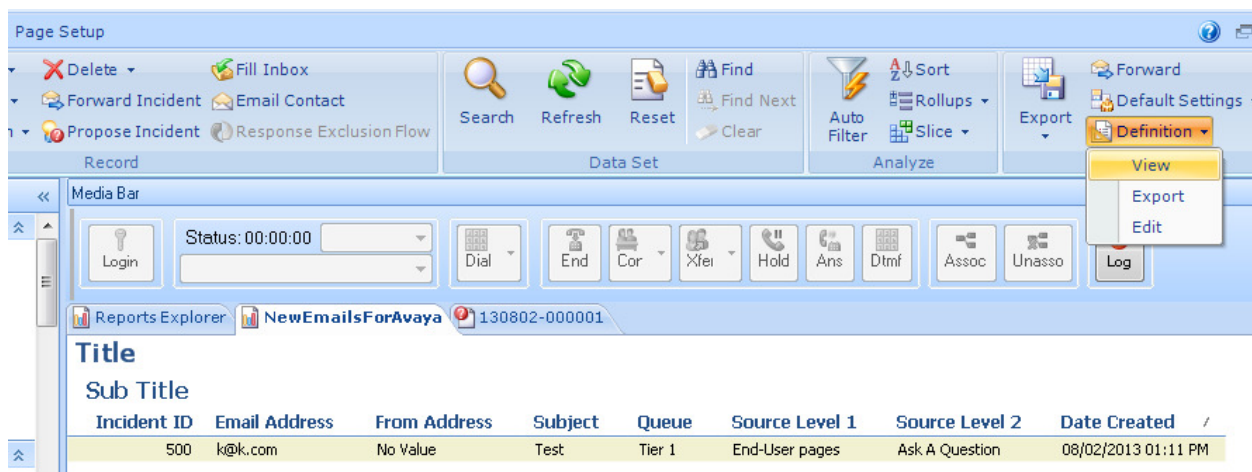 Page Setup
Delete Fill Inbox Find Sort Forward
Forward Incident Email Contact Find Next Rollups Default Settings
Propose Incident Response Exclusion Flow Search Refresh Reset Clear Auto Filter Slice Export Definition
Record Data Set Analyze
View
Export
Edit
Media Bar
Status: 00:00:00
Login Dial End Cor Xfei Hold Ans Dtmf Assoc Unasso Log
Reports Explorer NewEmailsForAvaya 130802-000001
Title
Sub Title
Incident ID Email Address From Address Subject Queue Source Level 1 Source Level 2 Date Created
500 k@k.com No Value Test Tier 1 End-User pages Ask A Question 08/02/2013 01:11 PM